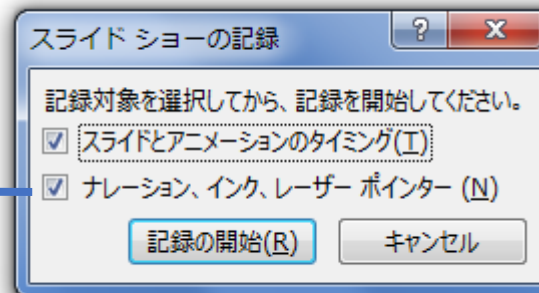 スライド ショーの記録
?
記録対象を選択してから、記録を開始してください。
スライドとアニメーションのタイミング(T)
ナレーション、インク、レーザー ポインター (N)
記録の開始(R) キャンセル